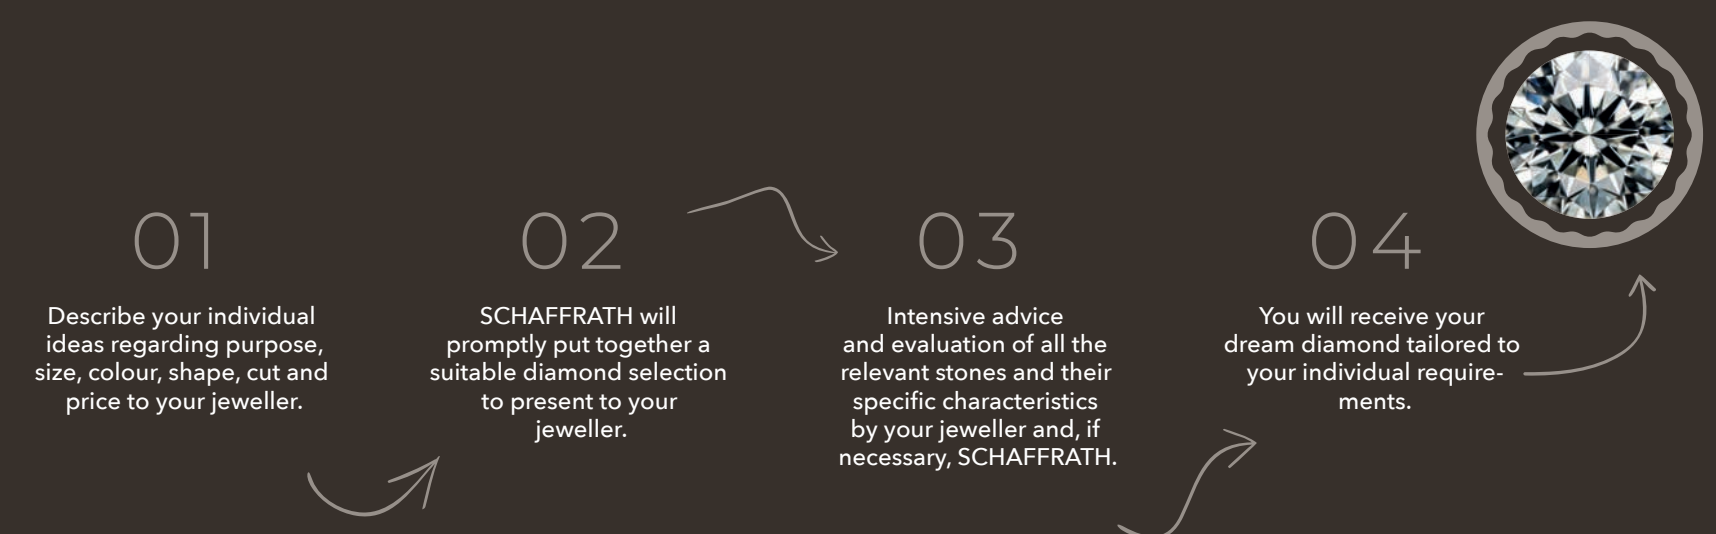 01
Describe your individual
ideas regarding purpose,
size, colour, shape, cut and
price to your jeweller.
02
SCHAFFRATH will
promptly put together a
suitable diamond selection
to present to your
jeweller.
03
Intensive advice
and evaluation of all the
relevant stones and their
specific characteristics
by your jeweller and, if
necessary, SCHAFFRATH.
04
You will receive your
dream diamond tailored to
your individual require-
ments.